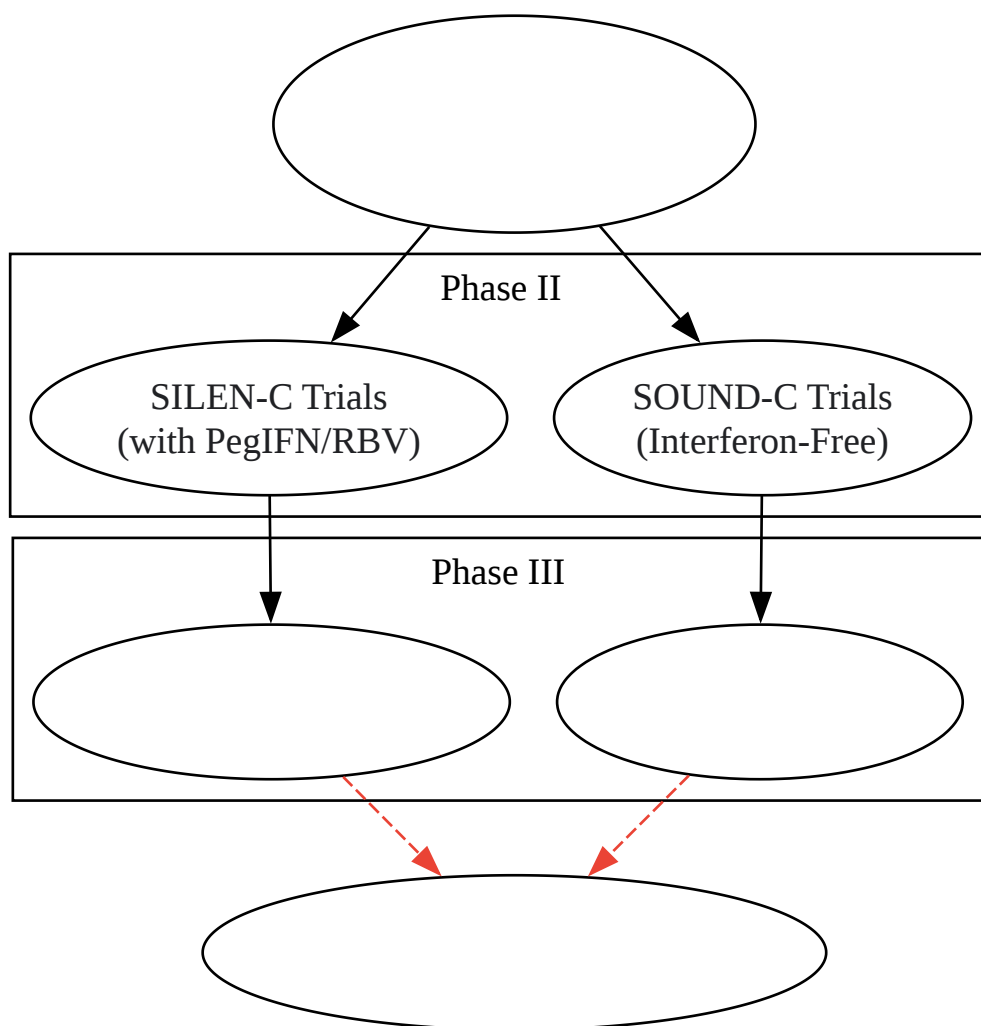 Phase II
SILEN-C Trials
(with PegIFN/RBV)
SOUND-C Trials
(Interferon-Free)
Phase III